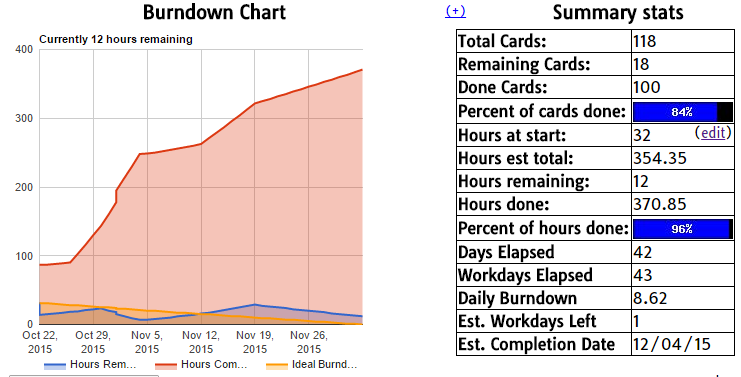 Burndown Chart
Currently 12 hours remaining
400
300
200
100
0
Oct 22, 2015
Oct 29, 2015
Nov 5, 2015
Nov 12, 2015
Nov 19, 2015
Nov 26, 2015
Hours Rem... Hours Com... Ideal Burnd...
(+) Summary stats
Total Cards: 118
Remaining Cards: 18
Done Cards: 100
Percent of cards done: 84%
Hours at start: 32 (edit)
Hours est total: 354.35
Hours remaining: 12
Hours done: 370.85
Percent of hours done: 96%
Days Elapsed 42
Workdays Elapsed 43
Daily Burndown 8.62
Est. Workdays Left 1
Est. Completion Date 12/04/15